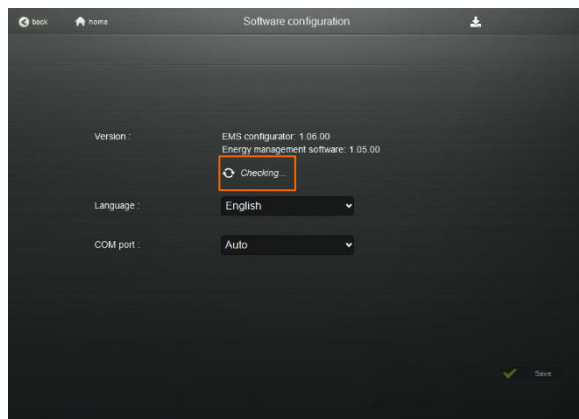 back home Software configuration
Version :
EMS configurator: 1.06.00
Energy management software: 1.05.00
Checking...
Language :
English
COM port :
Auto
Save